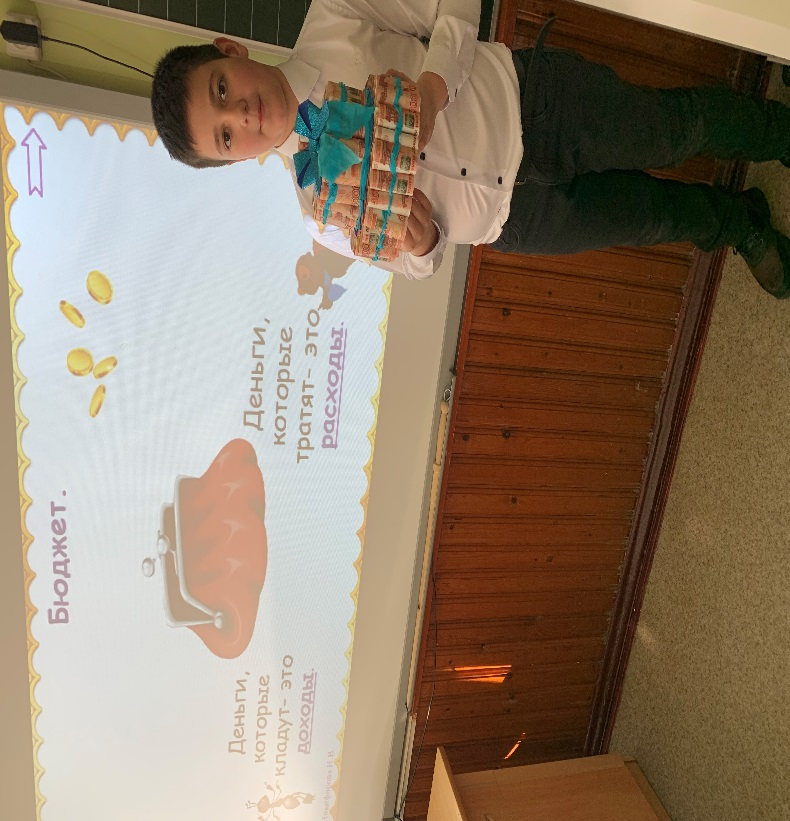 Бюджет.
Деньги,
которые
кладут- это
доходы.
Деньги,
которые
тратят- это
расходы.